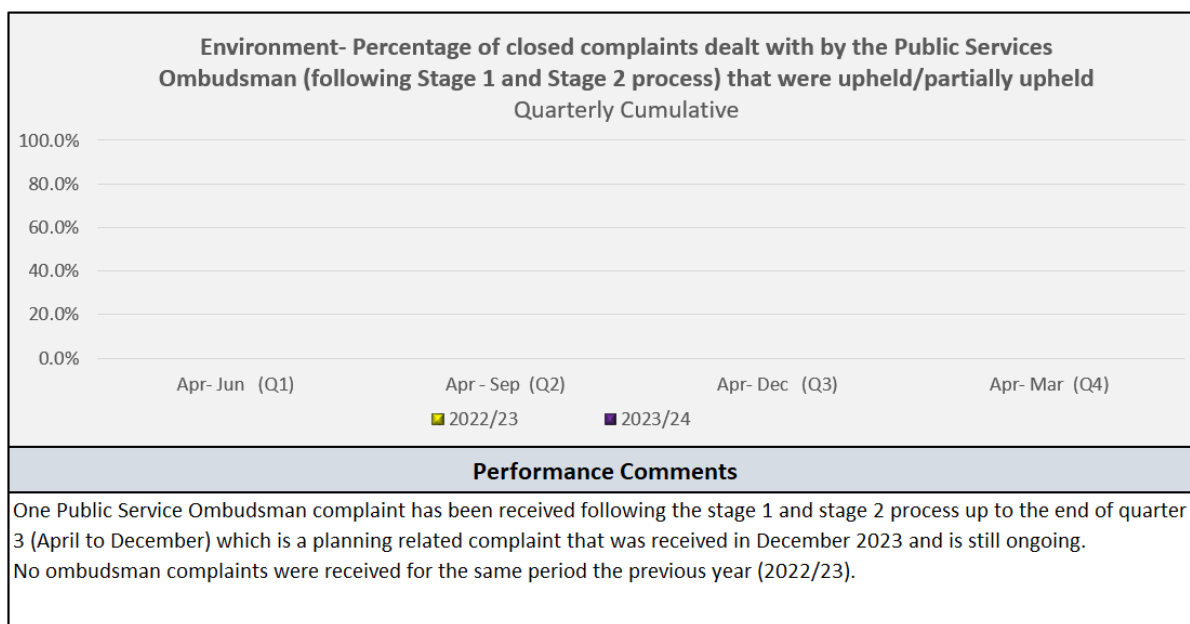 Environment- Percentage of closed complaints dealt with by the Public Services
Ombudsman (following Stage 1 and Stage 2 process) that were upheld/partially upheld
Quarterly Cumulative
100.0%
80.0%
60.0%
40.0%
20.0%
0.0%
Apr- Jun (Q1) Apr - Sep (Q2) Apr- Dec (Q3) Apr- Mar (Q4)
2022/23 2023/24
Performance Comments
One Public Service Ombudsman complaint has been received following the stage 1 and stage 2 process up to the end of quarter
3 (April to December) which is a planning related complaint that was received in December 2023 and is still ongoing.
No ombudsman complaints were received for the same period the previous year (2022/23).